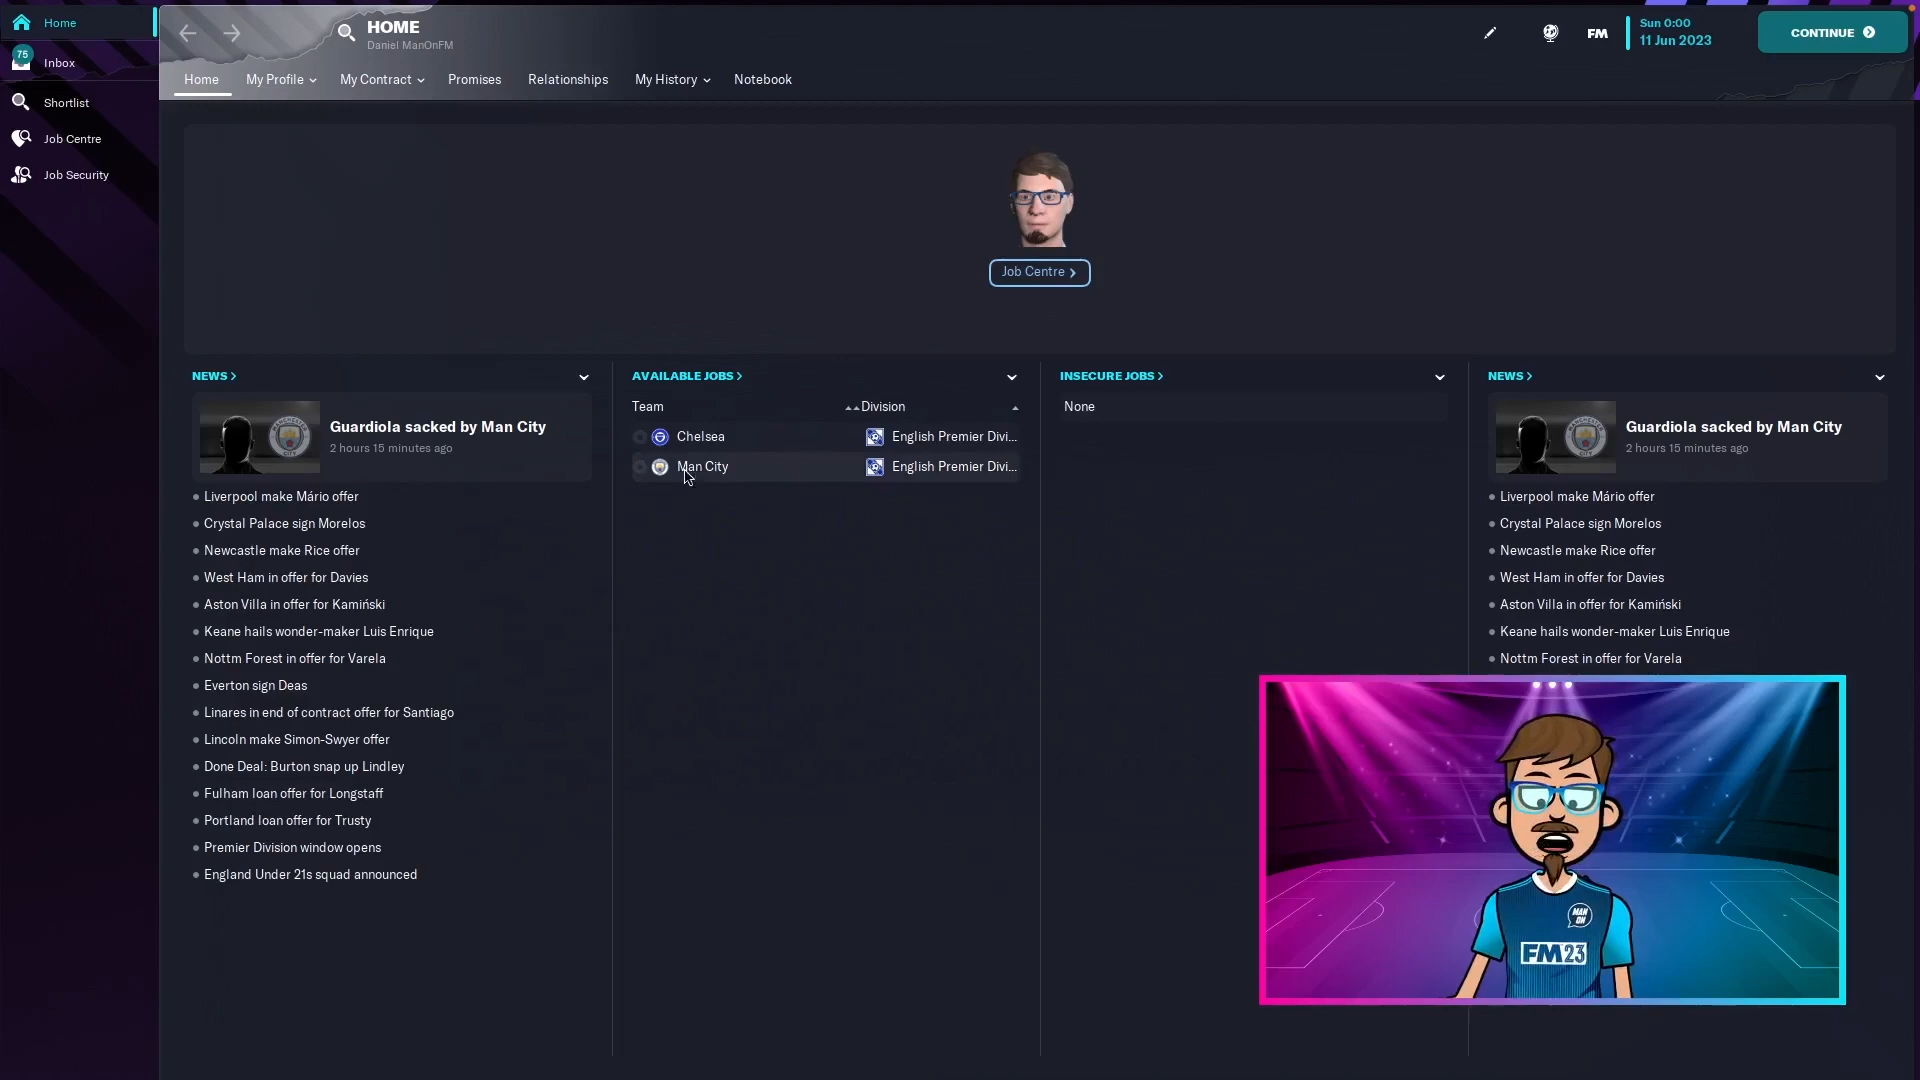 Home
75
Inbox
Shortlist
Job Centre
Job Security
HOME
Daniel ManOnFM
FM
Sun 0:00
11 Jun 2023
CONTINUE
Home
My Profile
My Contract
Promises
Relationships
My History
Notebook
Job Centre
NEWS
Guardiola sacked by Man City
2 hours 15 minutes ago
Liverpool make Mário offer
Crystal Palace sign Morelos
Newcastle make Rice offer
West Ham in offer for Davies
Aston Villa in offer for Kamiński
Keane hails wonder-maker Luis Enrique
Nottm Forest in offer for Varela
Everton sign Deas
Linares in end of contract offer for Santiago
Lincoln make Simon-Swyer offer
Done Deal: Burton snap up Lindley
Fulham loan offer for Longstaff
Portland loan offer for Trusty
Premier Division window opens
England Under 21s squad announced
AVAILABLE JOBS
Team Division
Chelsea English Premier Divi...
Man City English Premier Divi...
INSECURE JOBS
None
NEWS
Guardiola sacked by Man City
2 hours 15 minutes ago
Liverpool make Mário offer
Crystal Palace sign Morelos
Newcastle make Rice offer
West Ham in offer for Davies
Aston Villa in offer for Kamiński
Keane hails wonder-maker Luis Enrique
Nottm Forest in offer for Varela
MAN
ON
FM23